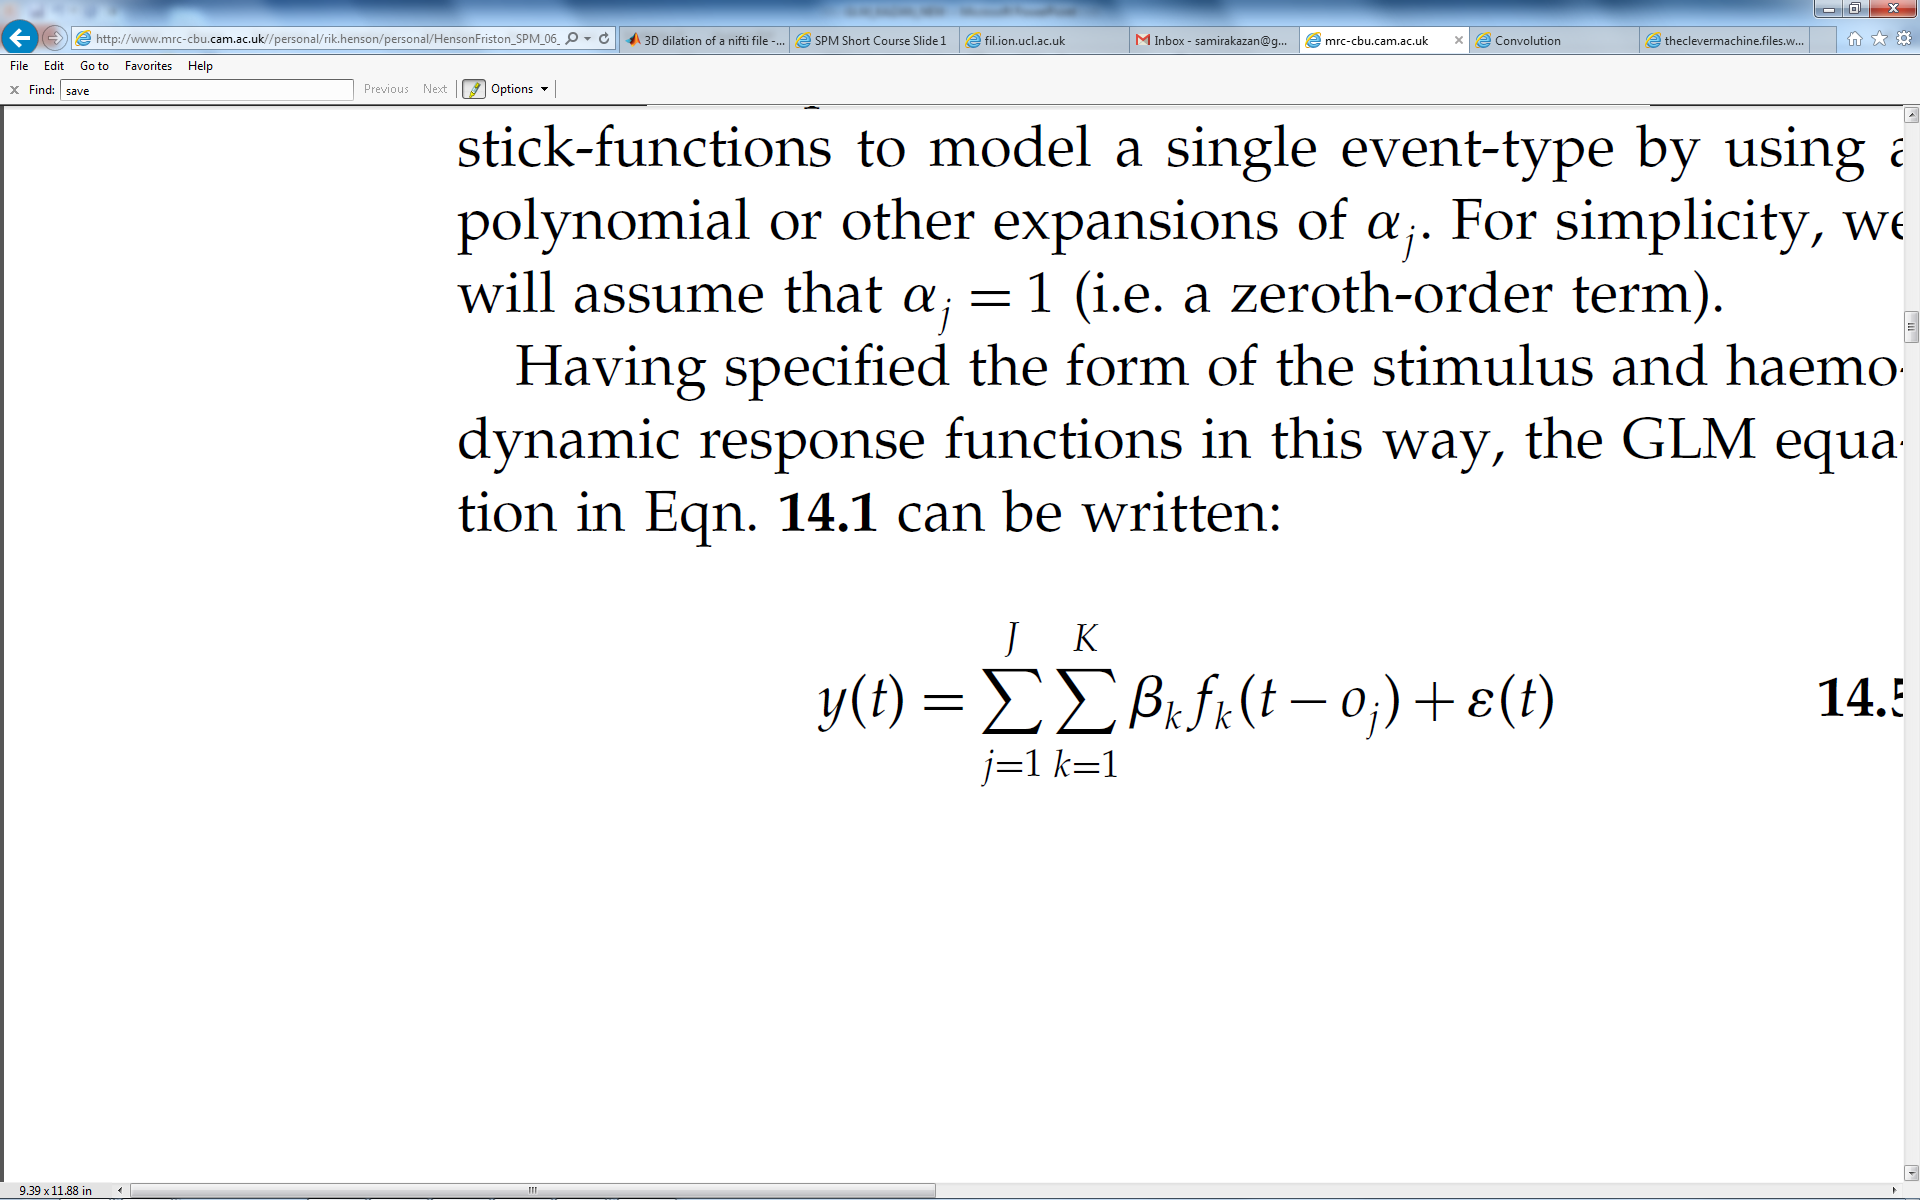 http://www.mrc-cbu.cam.ac.uk//personal/rik.henson/personal/HensonFriston_SPM_06_
3D dilation of a nifti file -...
SPM Short Course Slide 1
fil.ion.ucl.ac.uk
Inbox - samirakazan@g...
mrc-cbu.cam.ac.uk
Convolution
theclevermachine.files.w...
File Edit Go to Favorites Help
x Find: save Previous Next Options
stick-functions to model a single event-type by using a
polynomial or other expansions of αⱼ. For simplicity, we
will assume that αⱼ = 1 (i.e. a zeroth-order term).
Having specified the form of the stimulus and haemo-
dynamic response functions in this way, the GLM equa-
tion in Eqn. 14.1 can be written:
y(t) = ∑_{j=1}^{J} ∑_{k=1}^{K} β_k f_k(t − o_j) + ε(t) 14.5
9.39 x 11.88 in